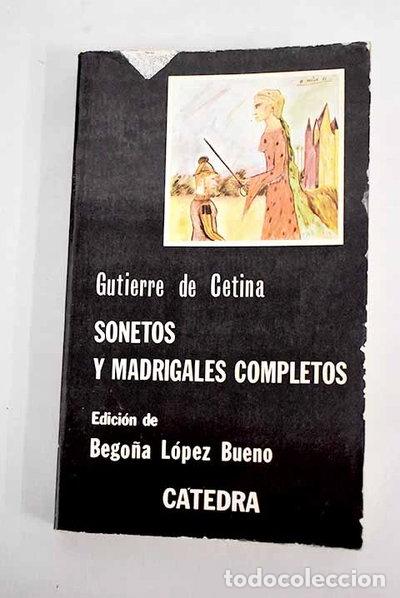 Gutierre de Cetina
SONETOS
Y MADRIGALES COMPLETOS
Edición de
Begoña López Bueno
CATEDRA
todocoleccion